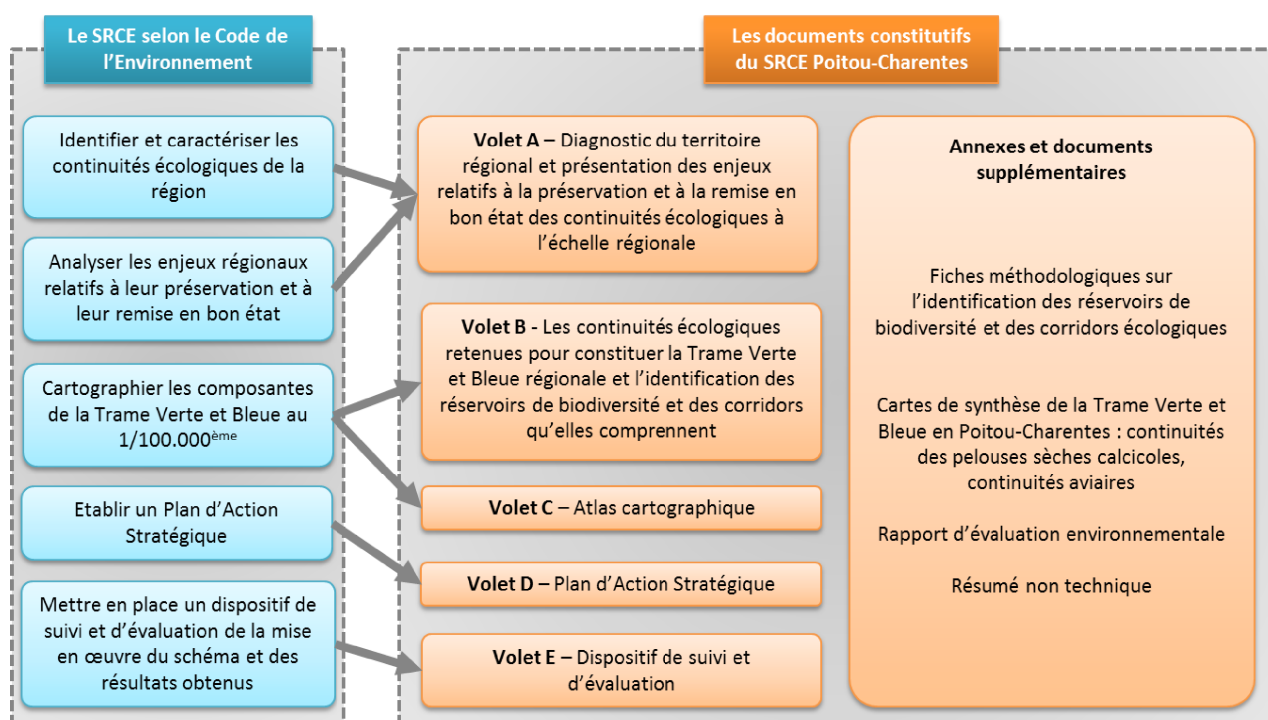 Le SRCE selon le Code de
l'Environnement
Identifier et caractériser les
continuités écologiques de la
région
Analyser les enjeux régionaux
relatifs à leur préservation et à
leur remise en bon état
Cartographier les composantes
de la Trame Verte et Bleue au
1/100.000ème
Etablir un Plan d'Action
Stratégique
Mettre en place un dispositif de
suivi et d'évaluation de la mise
en œuvre du schéma et des
résultats obtenus
Les documents constitutifs
du SRCE Poitou-Charentes
Volet A – Diagnostic du territoire
régional et présentation des enjeux
relatifs à la préservation et à la remise en
bon état des continuités écologiques à
l'échelle régionale
Volet B - Les continuités écologiques
retenues pour constituer la Trame Verte
et Bleue régionale et l'identification des
réservoirs de biodiversité et des corridors
qu'elles comprennent
Volet C – Atlas cartographique
Volet D – Plan d'Action Stratégique
Volet E – Dispositif de suivi et
d'évaluation
Annexes et documents
supplémentaires
Fiches méthodologiques sur
l'identification des réservoirs de
biodiversité et des corridors écologiques
Cartes de synthèse de la Trame Verte et
Bleue en Poitou-Charentes : continuités
des pelouses sèches calcicoles,
continuités aviaires
Rapport d'évaluation environnementale
Résumé non technique